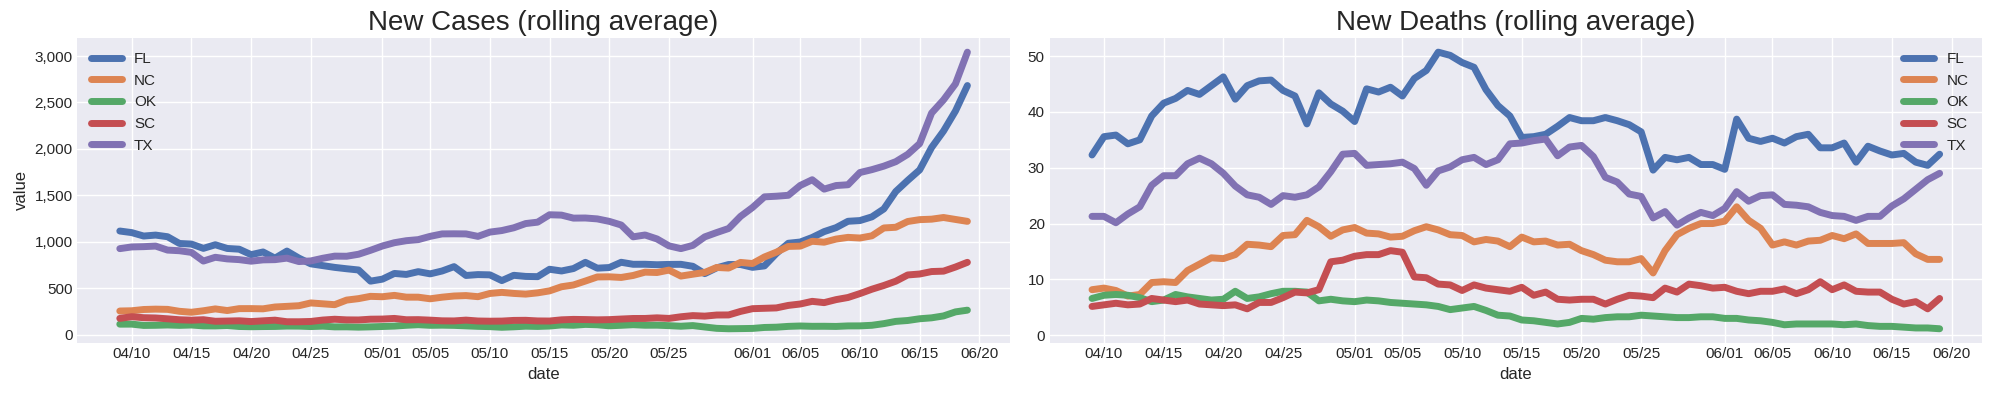 New Cases (rolling average)
3,000
2,500
2,000
1,500
1,000
500
0
value
FL
NC
OK
SC
TX
04/10 04/15 04/20 04/25 05/01 05/05 05/10 05/15 05/20 05/25 06/01 06/05 06/10 06/15 06/20
date
New Deaths (rolling average)
50
40
30
20
10
0
FL
NC
OK
SC
TX
04/10 04/15 04/20 04/25 05/01 05/05 05/10 05/15 05/20 05/25 06/01 06/05 06/10 06/15 06/20
date